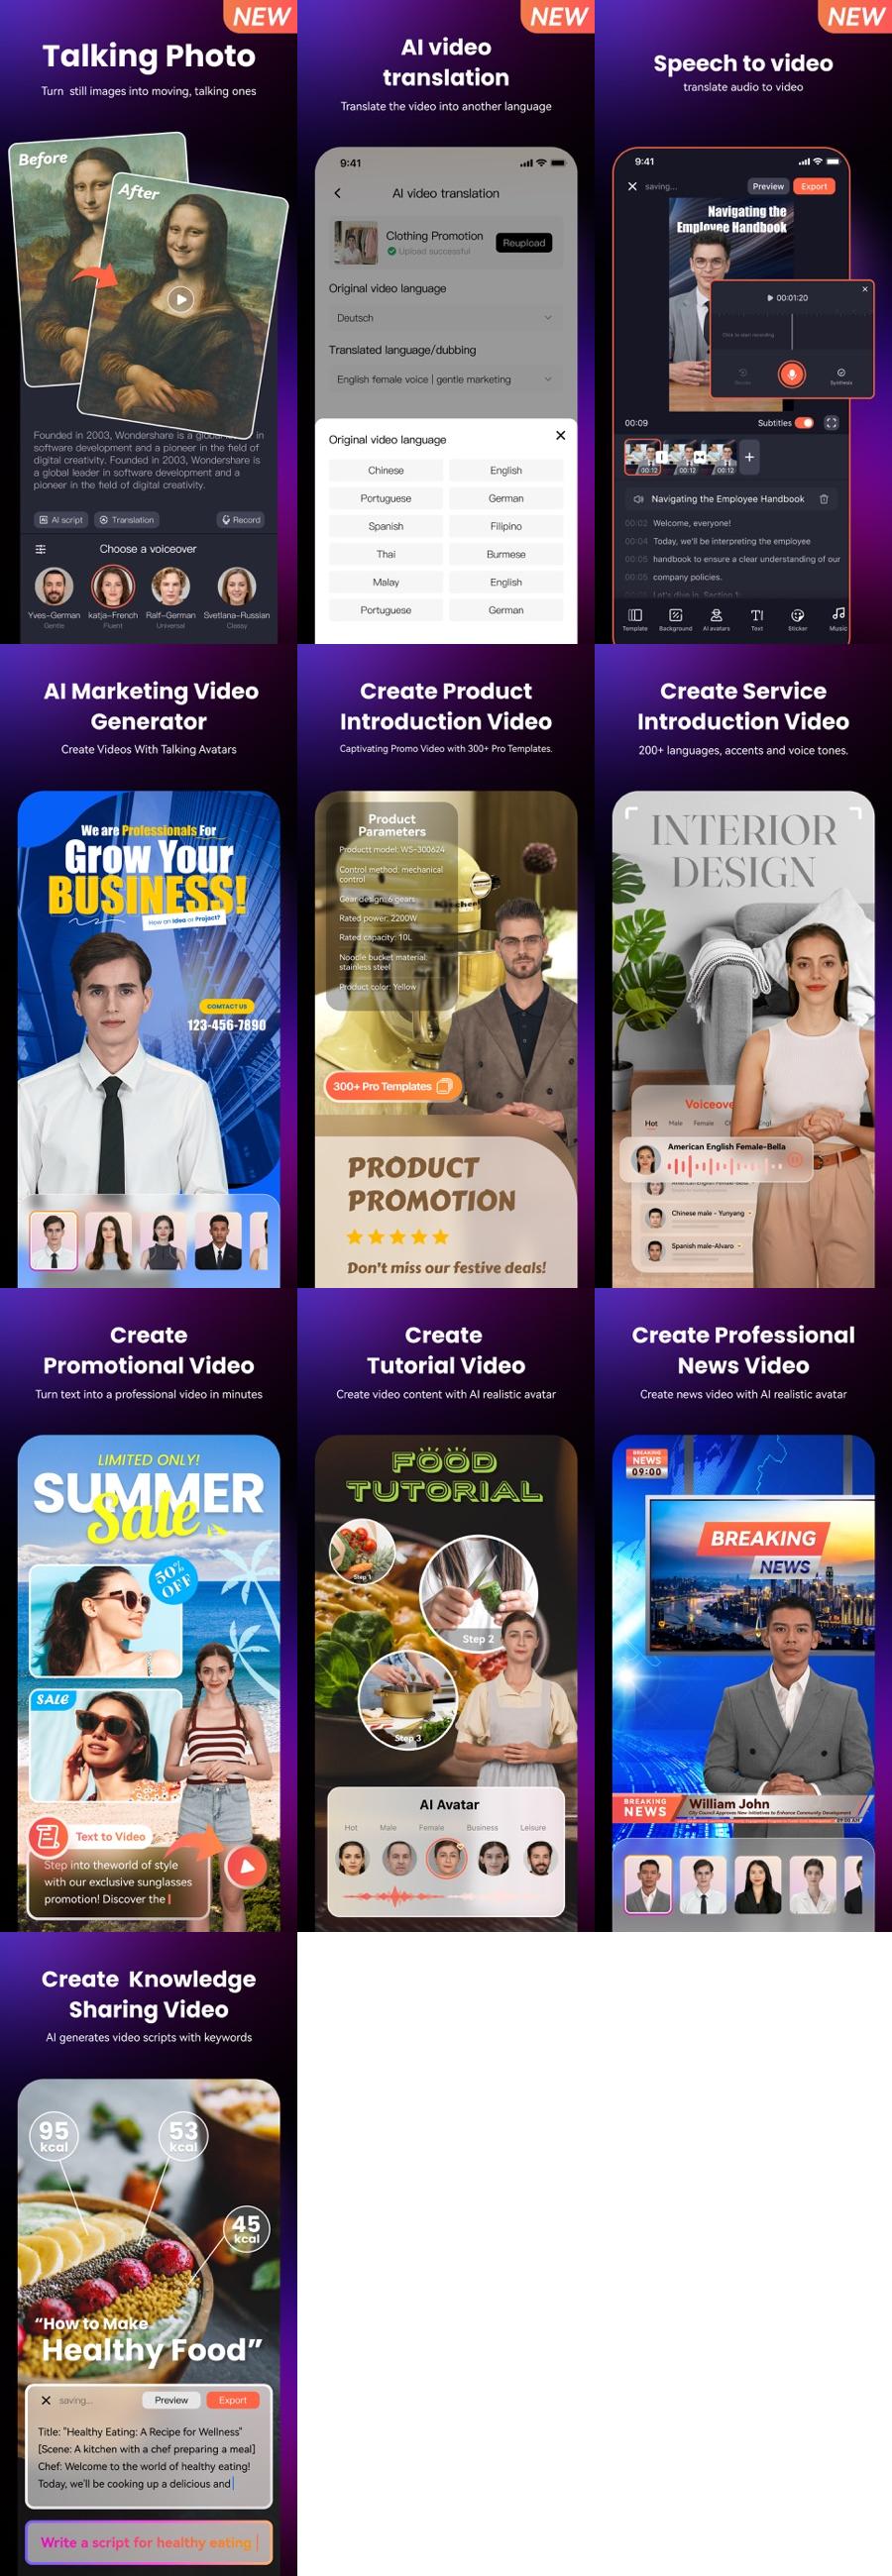 NEW
Talking Photo
Turn still images into moving, talking ones
Before
After
Founded in 2003, Wondershare is a global in
software development and a pioneer in the field of
digital creativity. Founded in 2003, Wondershare is
a global leader in software development and a
pioneer in the field of digital creativity.
AI script
Translation
Record
Choose a voiceover
Yves-German
Gentle
katja-French
Fluent
Ralf-German
Universal
Svetlana-Russian
Classy
NEW
AI video
translation
Translate the video into another language
9:41
AI video translation
Clothing Promotion
Upload successful
Reupload
Original video language
Deutsch
Translated language/dubbing
English female voice | gentle marketing
Original video language
Chinese
English
Portuguese
German
Spanish
Filipino
Thai
Burmese
Malay
English
Portuguese
German
NEW
Speech to video
translate audio to video
9:41
saving...
Preview
Export
Navigating the
Employee Handbook
00:01:20
Click to start recording
Synthesis
00:09
Subtitles
00:12
00:12
00:12
Navigating the Employee Handbook
00:02 Welcome, everyone!
00:04 Today, we'll be interpreting the employee
00:05 handbook to ensure a clear understanding of our
00:05 company policies.
Let's dive in. Section 1:
Template
Background
AI avatars
Text
Sticker
Music
AI Marketing Video
Generator
Create Videos With Talking Avatars
We are Professionals For
Grow Your
BUSINESS!
How an Idea as Project?
COMTACT US
123-456-7890
Create Product
Introduction Video
Captivating Promo Video with 300+ Pro Templates.
Product
Parameters
Productt model: WS-300624
Control method: mechanical
control
Gear design: 6 gears
Rated power: 2200W
Rated capacity: 10L
Noodle bucket material:
stainless steel
Product color: Yellow
300+ Pro Templates
PRODUCT
PROMOTION
Don't miss our festive deals!
Create Service
Introduction Video
200+ languages, accents and voice tones.
INTERIOR
DESIGN
Voiceove
Hot
Male
Female
American English Female-Bella
American English Female-Bella
Chinese male - Yunyang
Spanish male-Alvaro
Create
Promotional Video
Turn text into a professional video in minutes
LIMITED ONLY!
SUMMER
Sale
50%
OFF
SALE
Text to Video
Step into theworld of style
with our exclusive sunglasses
promotion! Discover the
Create
Tutorial Video
Create video content with AI realistic avatar
FOOD
TUTORIAL
Step 1
Step 2
Step 3
AI Avatar
Hot
Male
Female
Business
Leisure
Create Professional
News Video
Create news video with AI realistic avatar
BREAKING
NEWS
09:00
BREAKING
NEWS
BREAKING
NEWS
William John
City Council Approves New Initiatives to Enhance Community Development
Create Knowledge
Sharing Video
AI generates video scripts with keywords
95
kcal
53
kcal
45
kcal
“How to Make
Healthy Food”
saving...
Preview
Export
Title: "Healthy Eating: A Recipe for Wellness"
[Scene: A kitchen with a chef preparing a meal]
Chef: Welcome to the world of healthy eating!
Today, we'll be cooking up a delicious and
Write a script for healthy eating